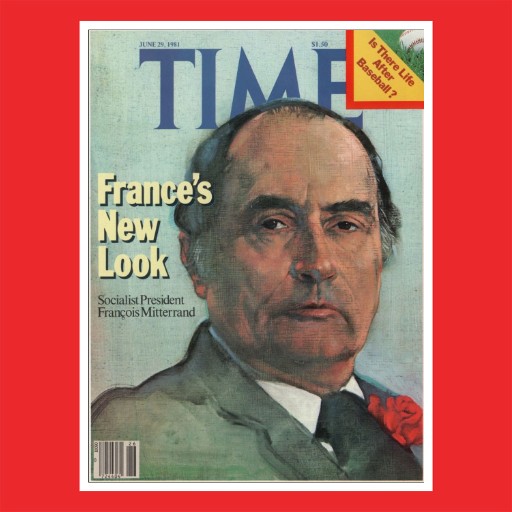 JUNE 29, 1981
$1.50
TIME
Is There Life
After
Baseball?
France's
New
Look
Socialist President
François Mitterrand